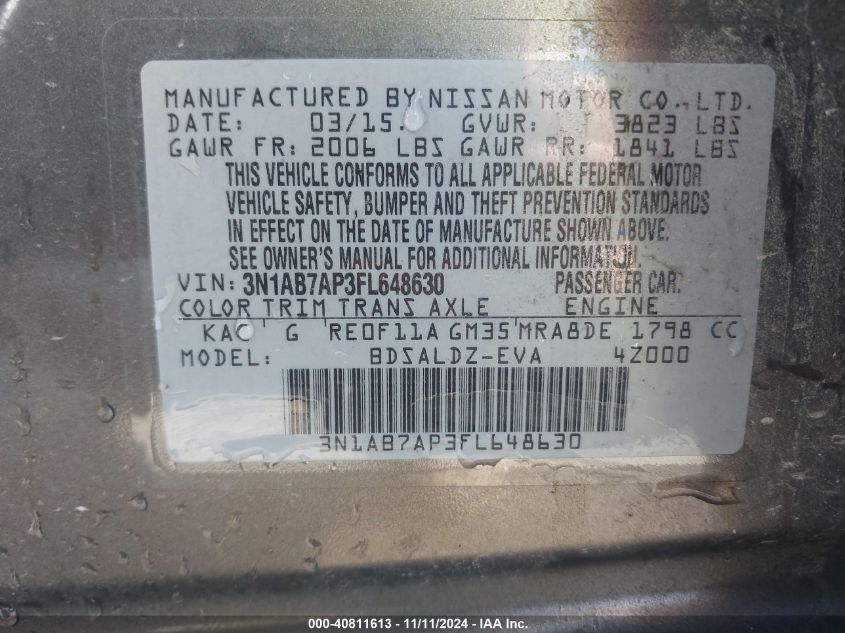 MANUFACTURED BY NISSAN MOTOR CO., LTD.
DATE: 03/15. GVWR: 3823 LBS
GAWR FR: 2006 LBS GAWR RR: 1841 LBS
THIS VEHICLE CONFORMS TO ALL APPLICABLE FEDERAL MOTOR
VEHICLE SAFETY, BUMPER AND THEFT PREVENTION STANDARDS
IN EFFECT ON THE DATE OF MANUFACTURE SHOWN ABOVE.
SEE OWNER'S MANUAL FOR ADDITIONAL INFORMATION.
VIN: 3N1AB7AP3FL648630 PASSENGER CAR.
COLOR TRIM TRANS AXLE ENGINE
KAC G RE0F11A GM35 MRA8DE 1798 CC
MODEL: BDSALDZ-EVA 4Z000
3N1AB7AP3FL648630
000-40811613 - 11/11/2024 - IAA Inc.